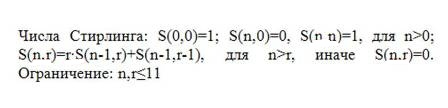 Числа Стирлинга: S(0,0)=1; S(n,0)=0, S(n n)=1, для n>0;
S(n.r)=r·S(n-1,r)+S(n-1,r-1), для n>r, иначе S(n.r)=0.
Ограничение: n,r≤11